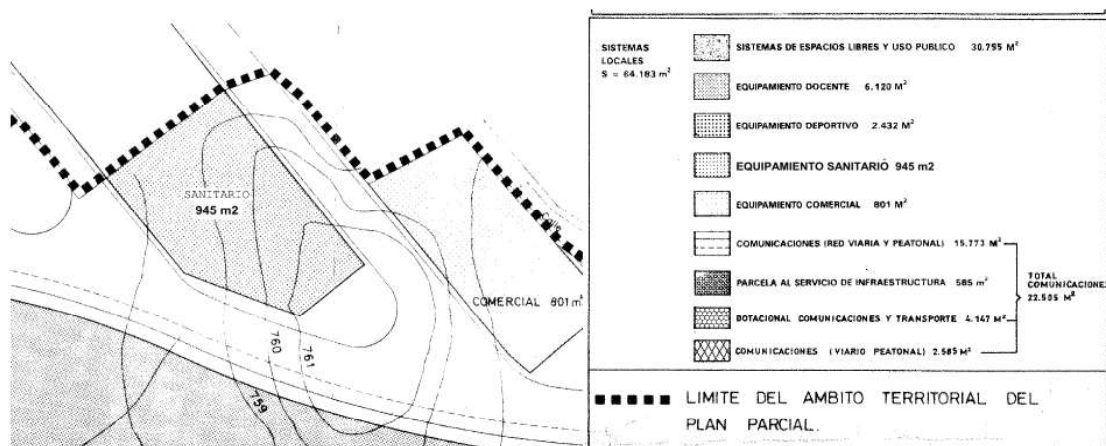 SANITARIO
945 m2
COMERCIAL 801 m²
Calle
760
761
759
SISTEMAS
LOCALES
S = 64.183 m²
SISTEMAS DE ESPACIOS LIBRES Y USO PUBLICO 30.795 M²
EQUIPAMIENTO DOCENTE 6.120 M²
EQUIPAMIENTO DEPORTIVO 2.432 M²
EQUIPAMIENTO SANITARIO 945 m2
EQUIPAMIENTO COMERCIAL 801 M²
COMUNICACIONES (RED VIARIA Y PEATONAL) 15.773 M²
PARCELA AL SERVICIO DE INFRAESTRUCTURA 585 m²
DOTACIONAL COMUNICACIONES Y TRANSPORTE 4.147 M²
COMUNICACIONES (VIARIO PEATONAL) 2.585 M²
TOTAL
COMUNICACIONE
22.505 M²
LIMITE DEL AMBITO TERRITORIAL DEL
PLAN PARCIAL.